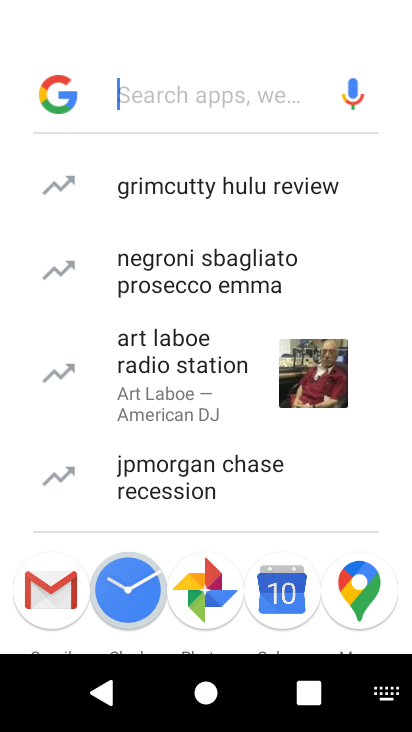 Search apps, we...
grimcutty hulu review
negroni sbagliato
prosecco emma
art laboe
radio station
Art Laboe —
American DJ
jpmorgan chase
recession
10